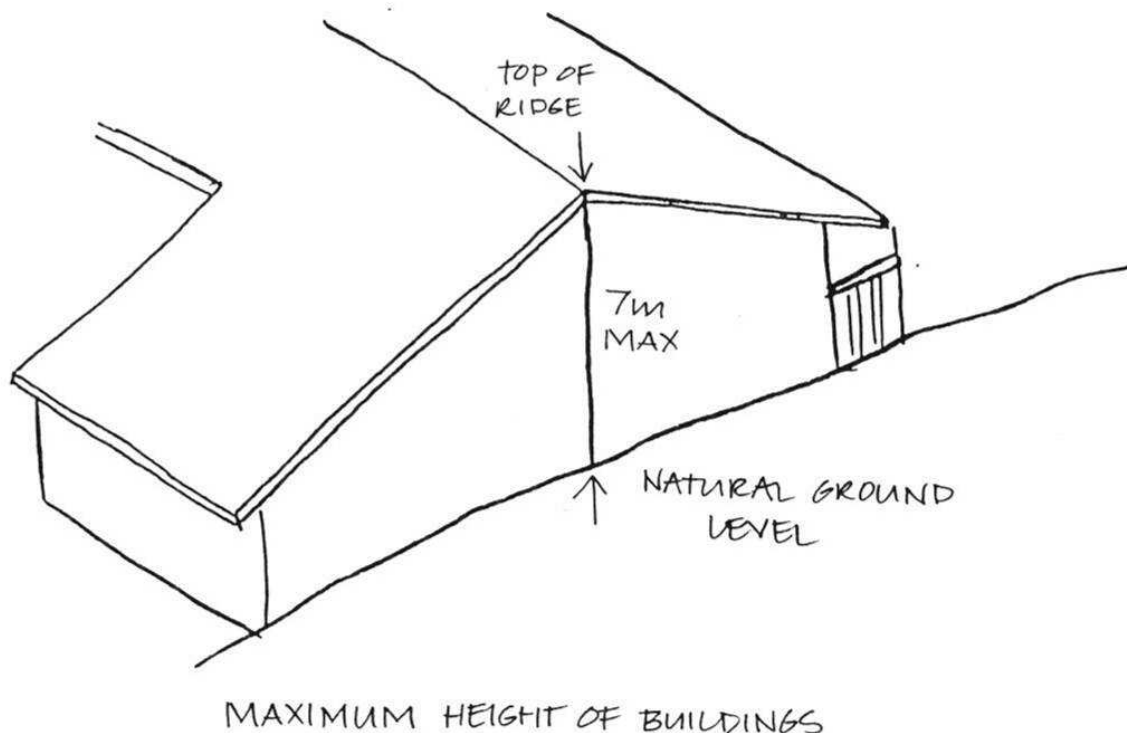 TOP OF
RIDGE
7m
MAX
NATURAL GROUND
LEVEL
MAXIMUM HEIGHT OF BUILDINGS